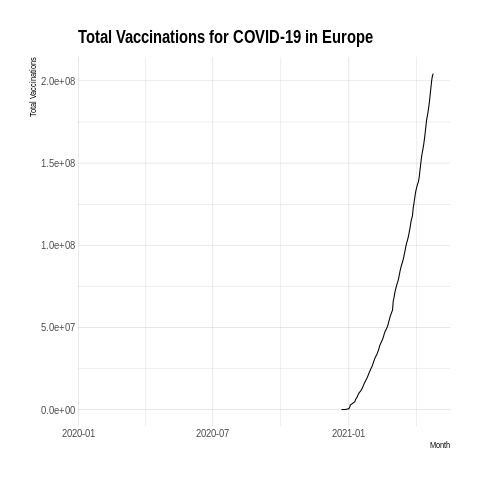 Total Vaccinations for COVID-19 in Europe
Total Vaccinations
2.0e+08
1.5e+08
1.0e+08
5.0e+07
0.0e+00
2020-01 2020-07 2021-01
Month